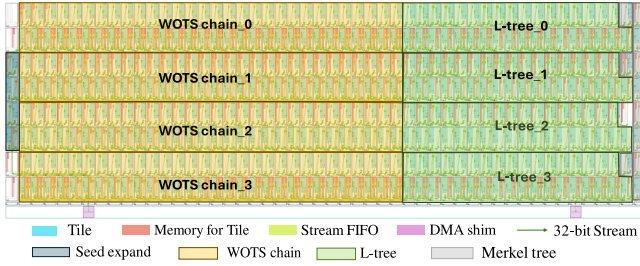 WOTS chain_0
L-tree_0
WOTS chain_1
L-tree_1
WOTS chain_2
L-tree_2
WOTS chain_3
L-tree_3
Tile Memory for Tile Stream FIFO DMA shim 32-bit Stream
Seed expand WOTS chain L-tree Merkel tree